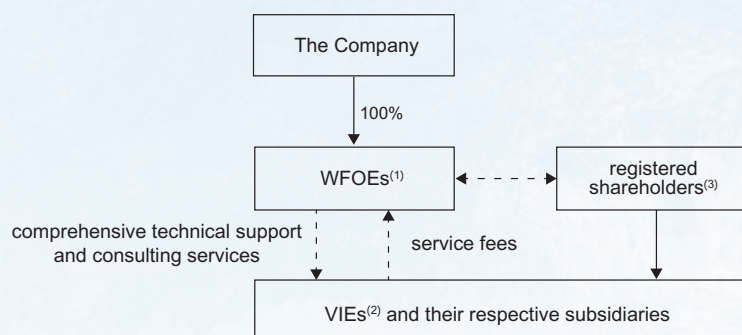 The Company
100%
WFOEs(1)
registered
shareholders(3)
comprehensive technical support
and consulting services
service fees
VIEs(2) and their respective subsidiaries